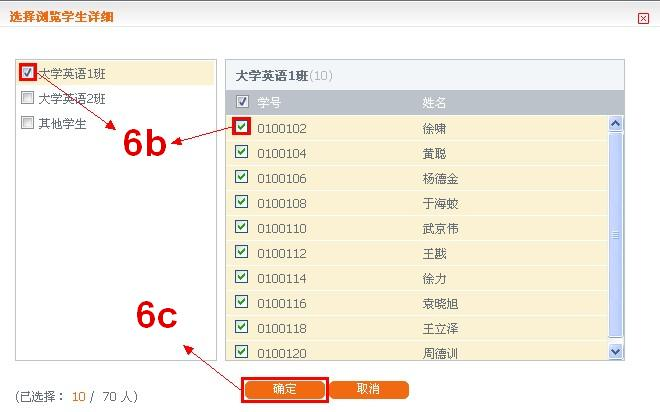 选择浏览学生详细
大学英语1班
大学英语2班
其他学生
6b
大学英语1班(10)
学号 姓名
0100102 徐啸
0100104 黄聪
0100106 杨德金
0100108 于海蛟
0100110 武京伟
0100112 王戡
0100114 徐力
0100116 袁晓旭
0100118 王立泽
0100120 周德训
6c
(已选择： 10 / 70 人)
确定 取消